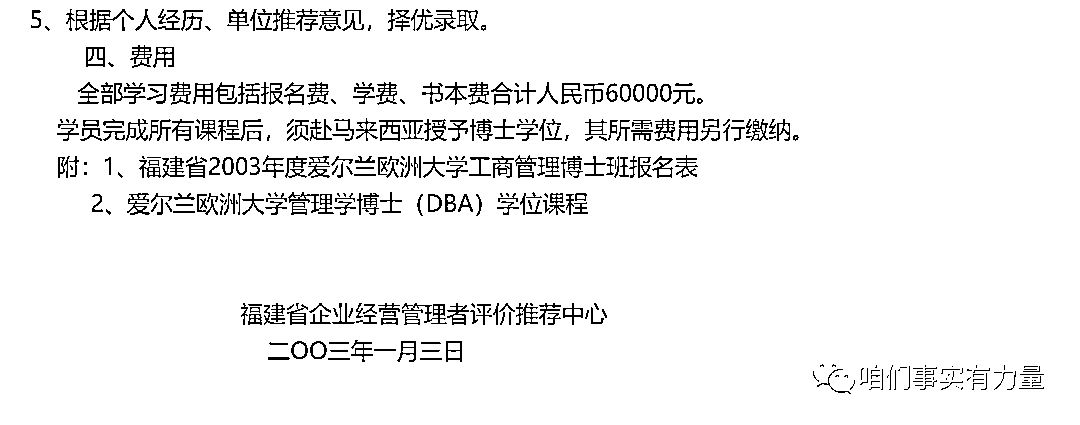 5、根据个人经历、单位推荐意见，择优录取。
四、费用
全部学习费用包括报名费、学费、书本费合计人民币60000元。
学员完成所有课程后，须赴马来西亚授予博士学位，其所需费用另行缴纳。
附：1、福建省2003年度爱尔兰欧洲大学工商管理博士班报名表
2、爱尔兰欧洲大学管理学博士（DBA）学位课程
福建省企业经营管理者评价推荐中心
二OO三年一月三日
咱们事实有力量